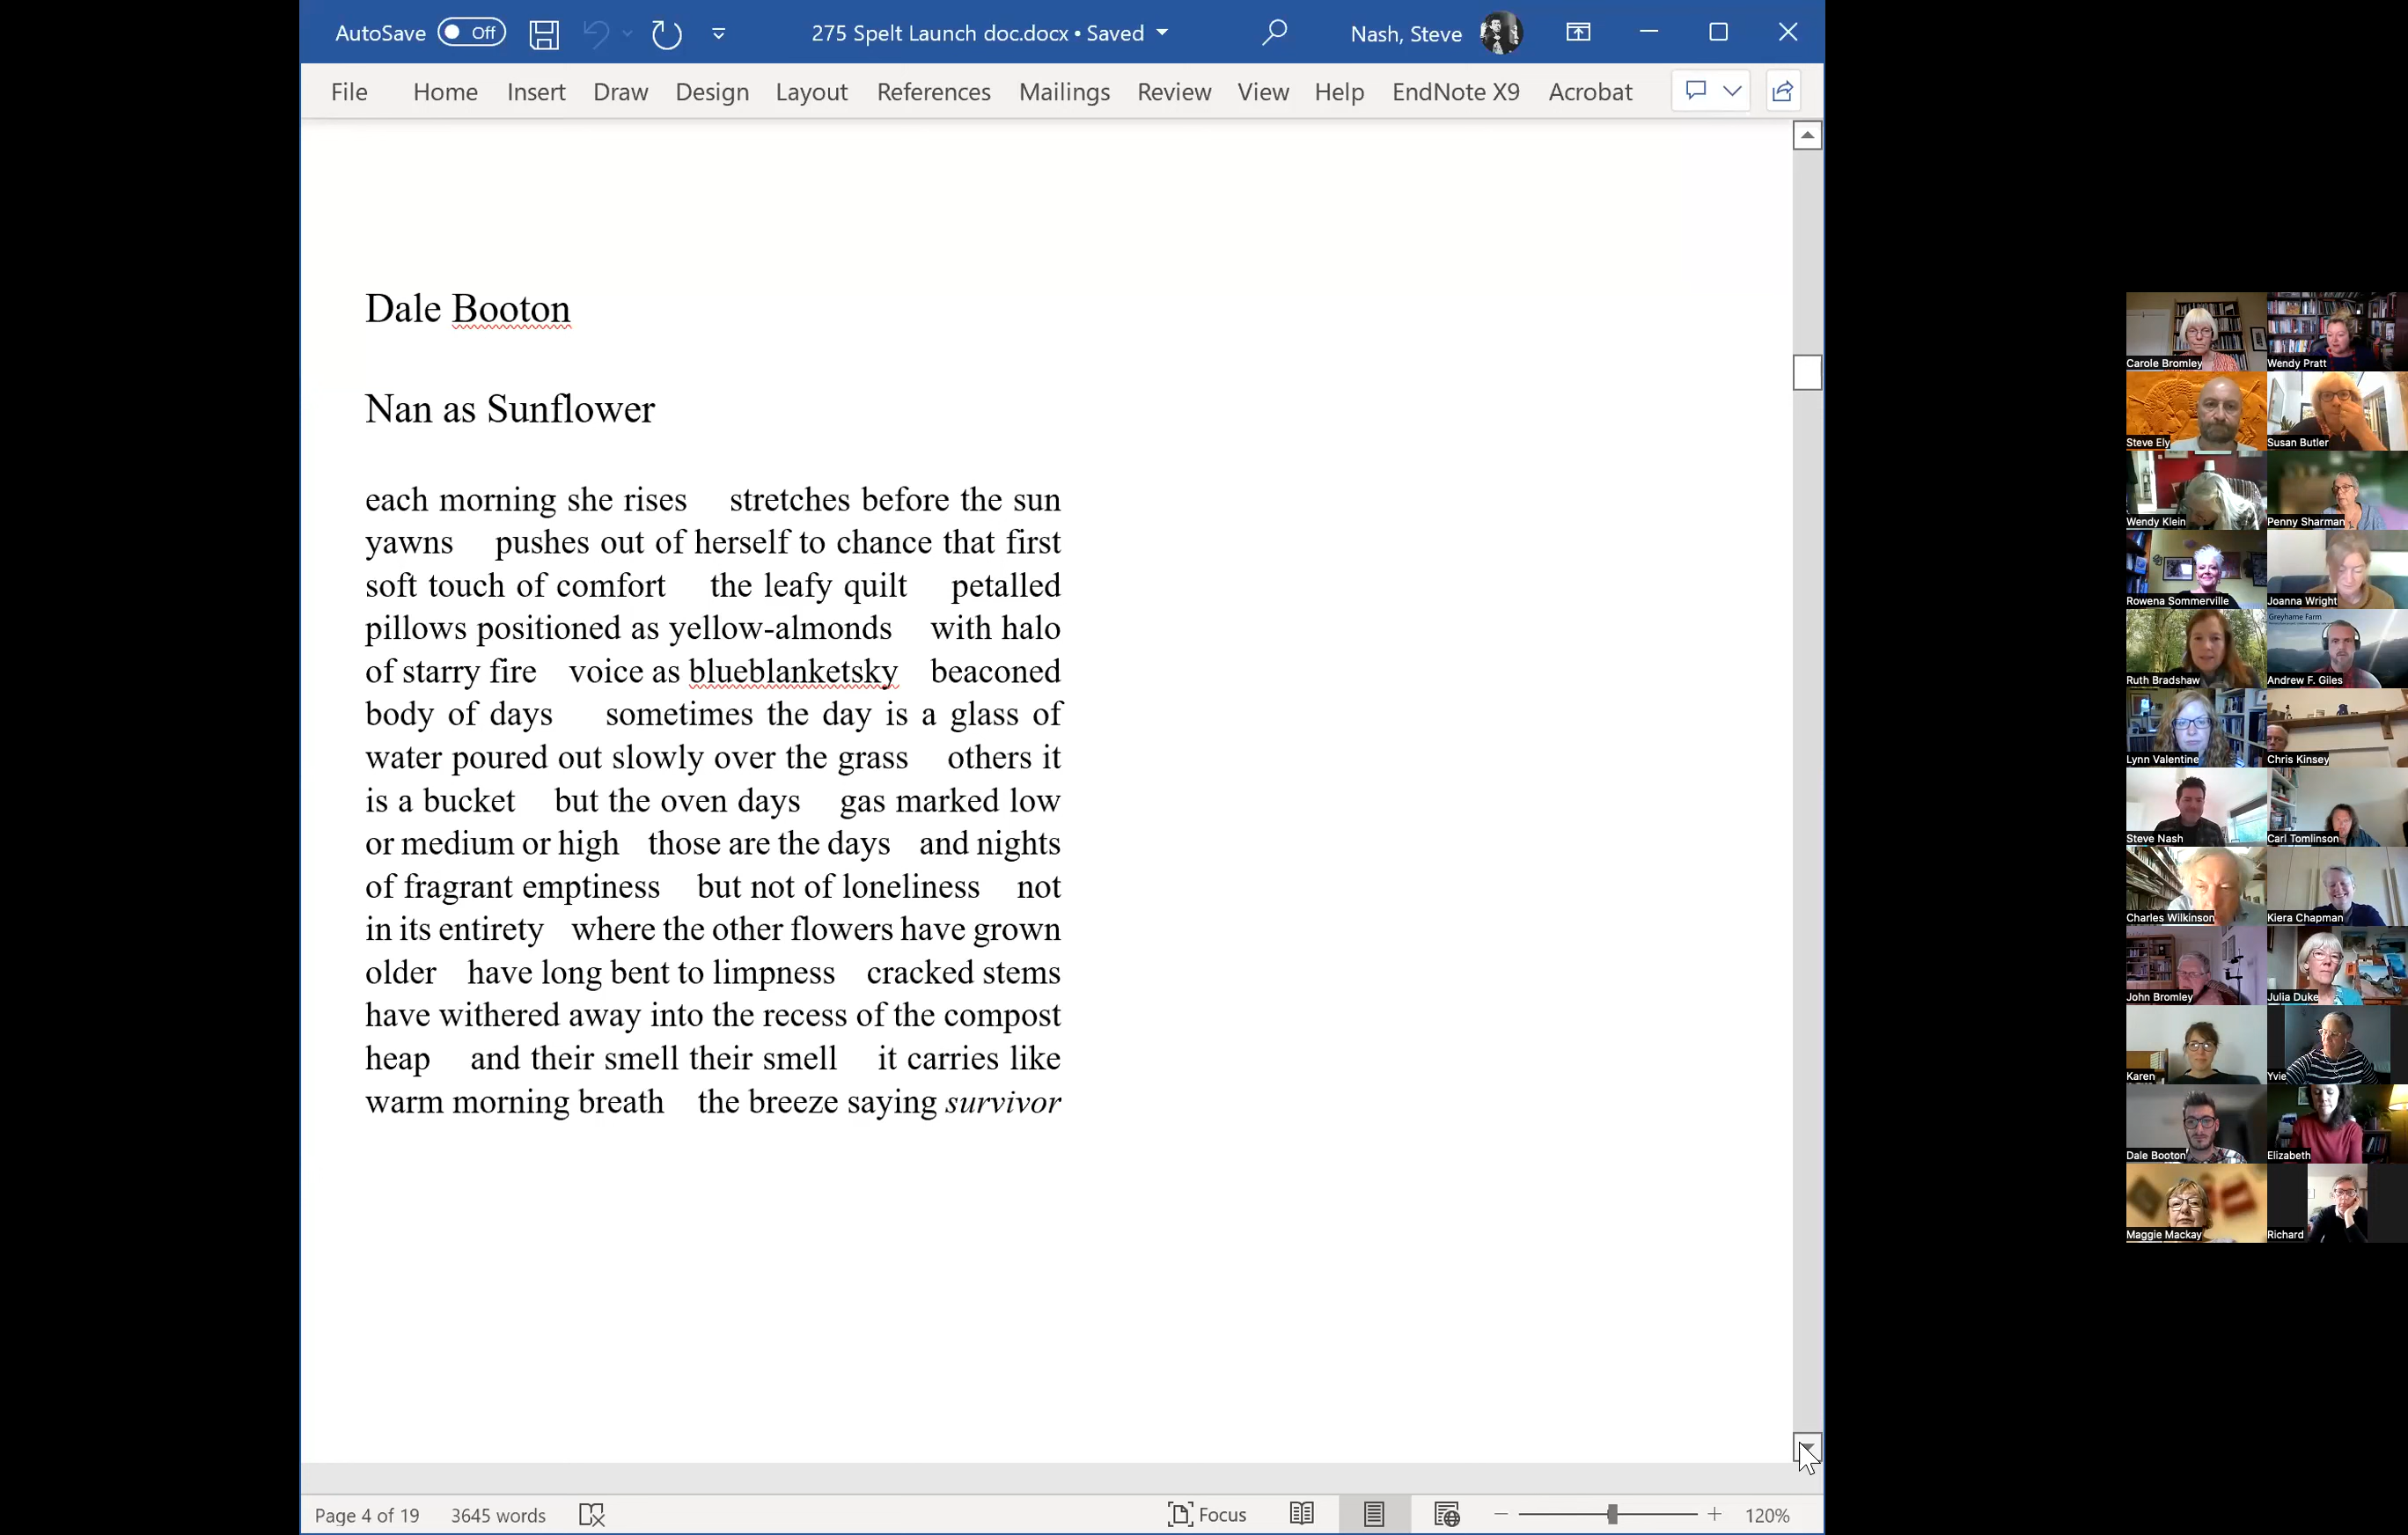 AutoSave Off 275 Spelt Launch doc.docx • Saved Nash, Steve
File Home Insert Draw Design Layout References Mailings Review View Help EndNote X9 Acrobat
Dale Booton
Nan as Sunflower
each morning she rises stretches before the sun
yawns pushes out of herself to chance that first
soft touch of comfort the leafy quilt petalled
pillows positioned as yellow-almonds with halo
of starry fire voice as blueblanketsky beaconed
body of days sometimes the day is a glass of
water poured out slowly over the grass others it
is a bucket but the oven days gas marked low
or medium or high those are the days and nights
of fragrant emptiness but not of loneliness not
in its entirety where the other flowers have grown
older have long bent to limpness cracked stems
have withered away into the recess of the compost
heap and their smell their smell it carries like
warm morning breath the breeze saying survivor
Page 4 of 19 3645 words Focus 120%
Carole Bromley Wendy Pratt
Steve Ely Susan Butler
Wendy Klein Penny Sharman
Rowena Sommerville Joanna Wright
Greyhame Farm
Ruth Bradshaw Andrew F. Giles
Lynn Valentine Chris Kinsey
Steve Nash Carl Tomlinson
Charles Wilkinson Kiera Chapman
John Bromley Julia Duke
Karen Yvie
Dale Booton Elizabeth
Maggie Mackay Richard